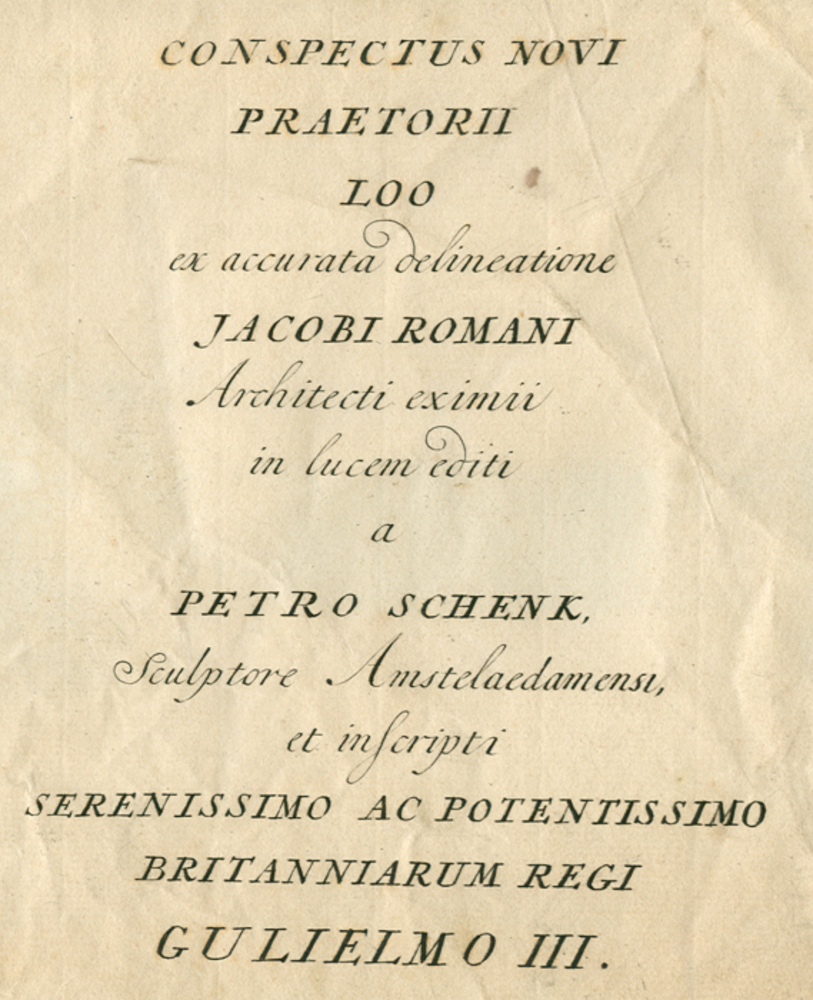 CONSPECTUS NOVI
PRAETORII
LOO
ex accurata delineatione
JACOBI ROMANI
Architecti eximii
in lucem editi
a
PETRO SCHENK,
Sculptore Amstelaedamensi,
et inſcripti
SERENISSIMO AC POTENTISSIMO
BRITANNIARUM REGI
GULIELMO III.